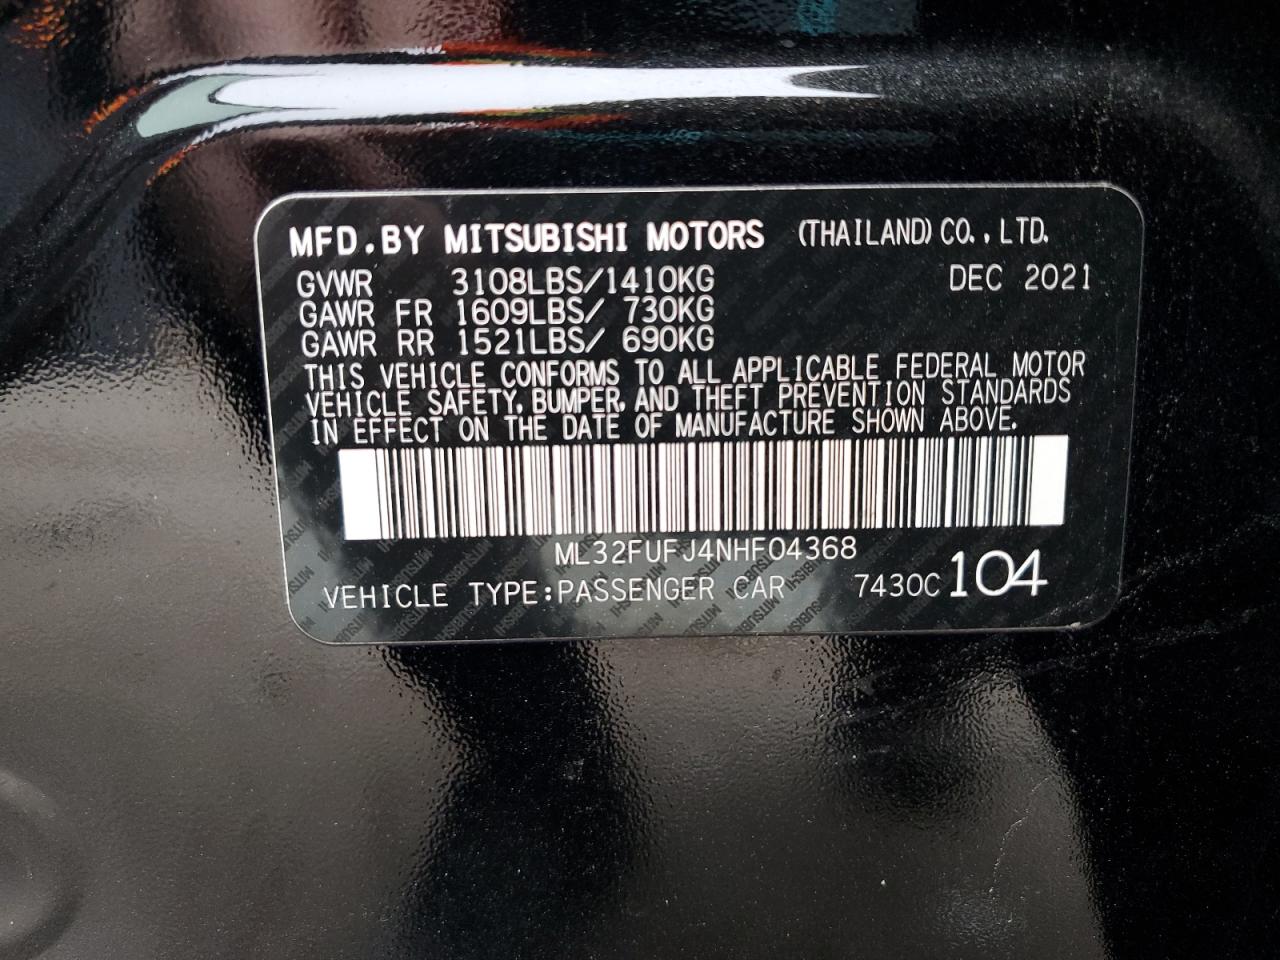 MFD.BY MITSUBISHI MOTORS (THAILAND) CO.,LTD.
GVWR 3108LBS/1410KG DEC 2021
GAWR FR 1609LBS/ 730KG
GAWR RR 1521LBS/ 690KG
THIS VEHICLE CONFORMS TO ALL APPLICABLE FEDERAL MOTOR
VEHICLE SAFETY, BUMPER, AND THEFT PREVENTION STANDARDS
IN EFFECT ON THE DATE OF MANUFACTURE SHOWN ABOVE.
ML32FUFJ4NHF04368
VEHICLE TYPE:PASSENGER CAR 7430C 104